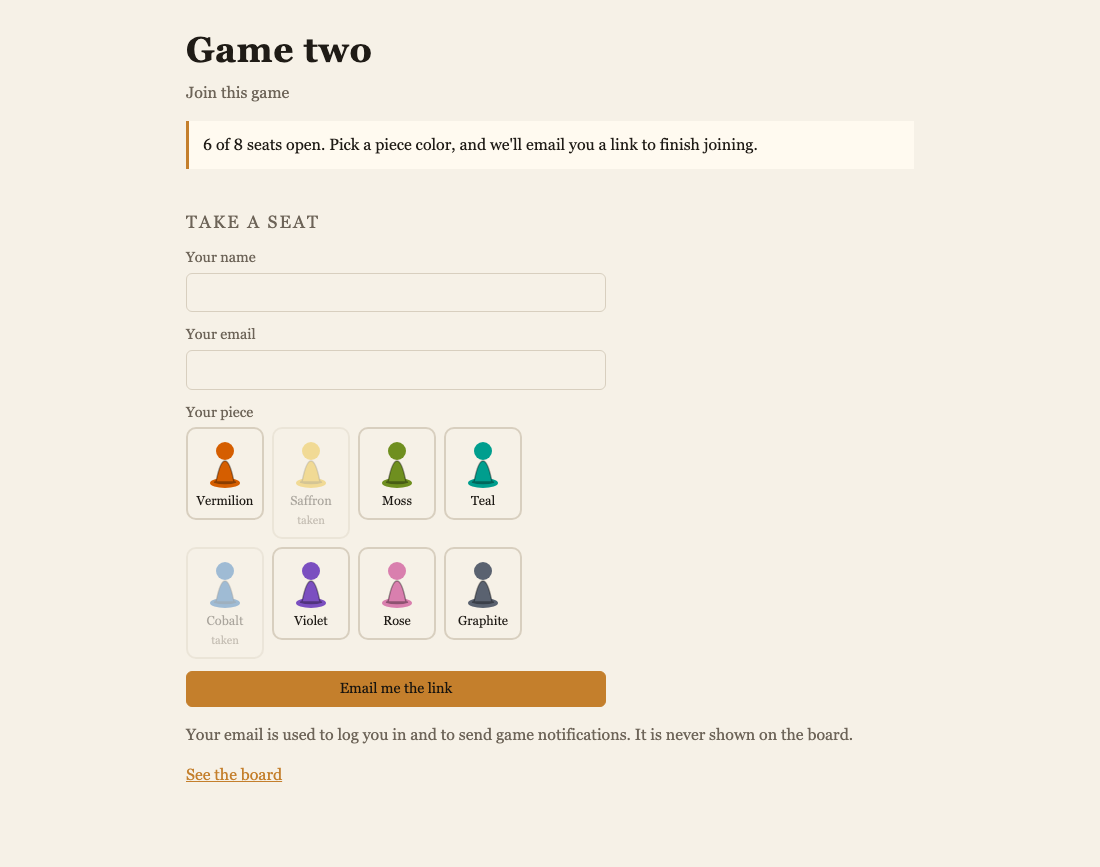 Game two
Join this game
6 of 8 seats open. Pick a piece color, and we'll email you a link to finish joining.
TAKE A SEAT
Your name
Your email
Your piece
Vermilion
Saffron
taken
Moss
Teal
Cobalt
taken
Violet
Rose
Graphite
Email me the link
Your email is used to log you in and to send game notifications. It is never shown on the board.
See the board